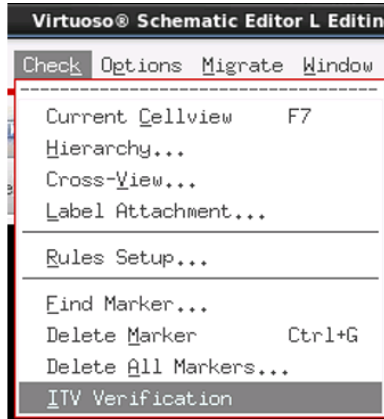 Virtuoso® Schematic Editor L Editin
Check Options Migrate Window
Current Cellview F7
Hierarchy...
Cross-View...
Label Attachment...
Rules Setup...
Find Marker...
Delete Marker Ctrl+G
Delete All Markers...
ITV Verification